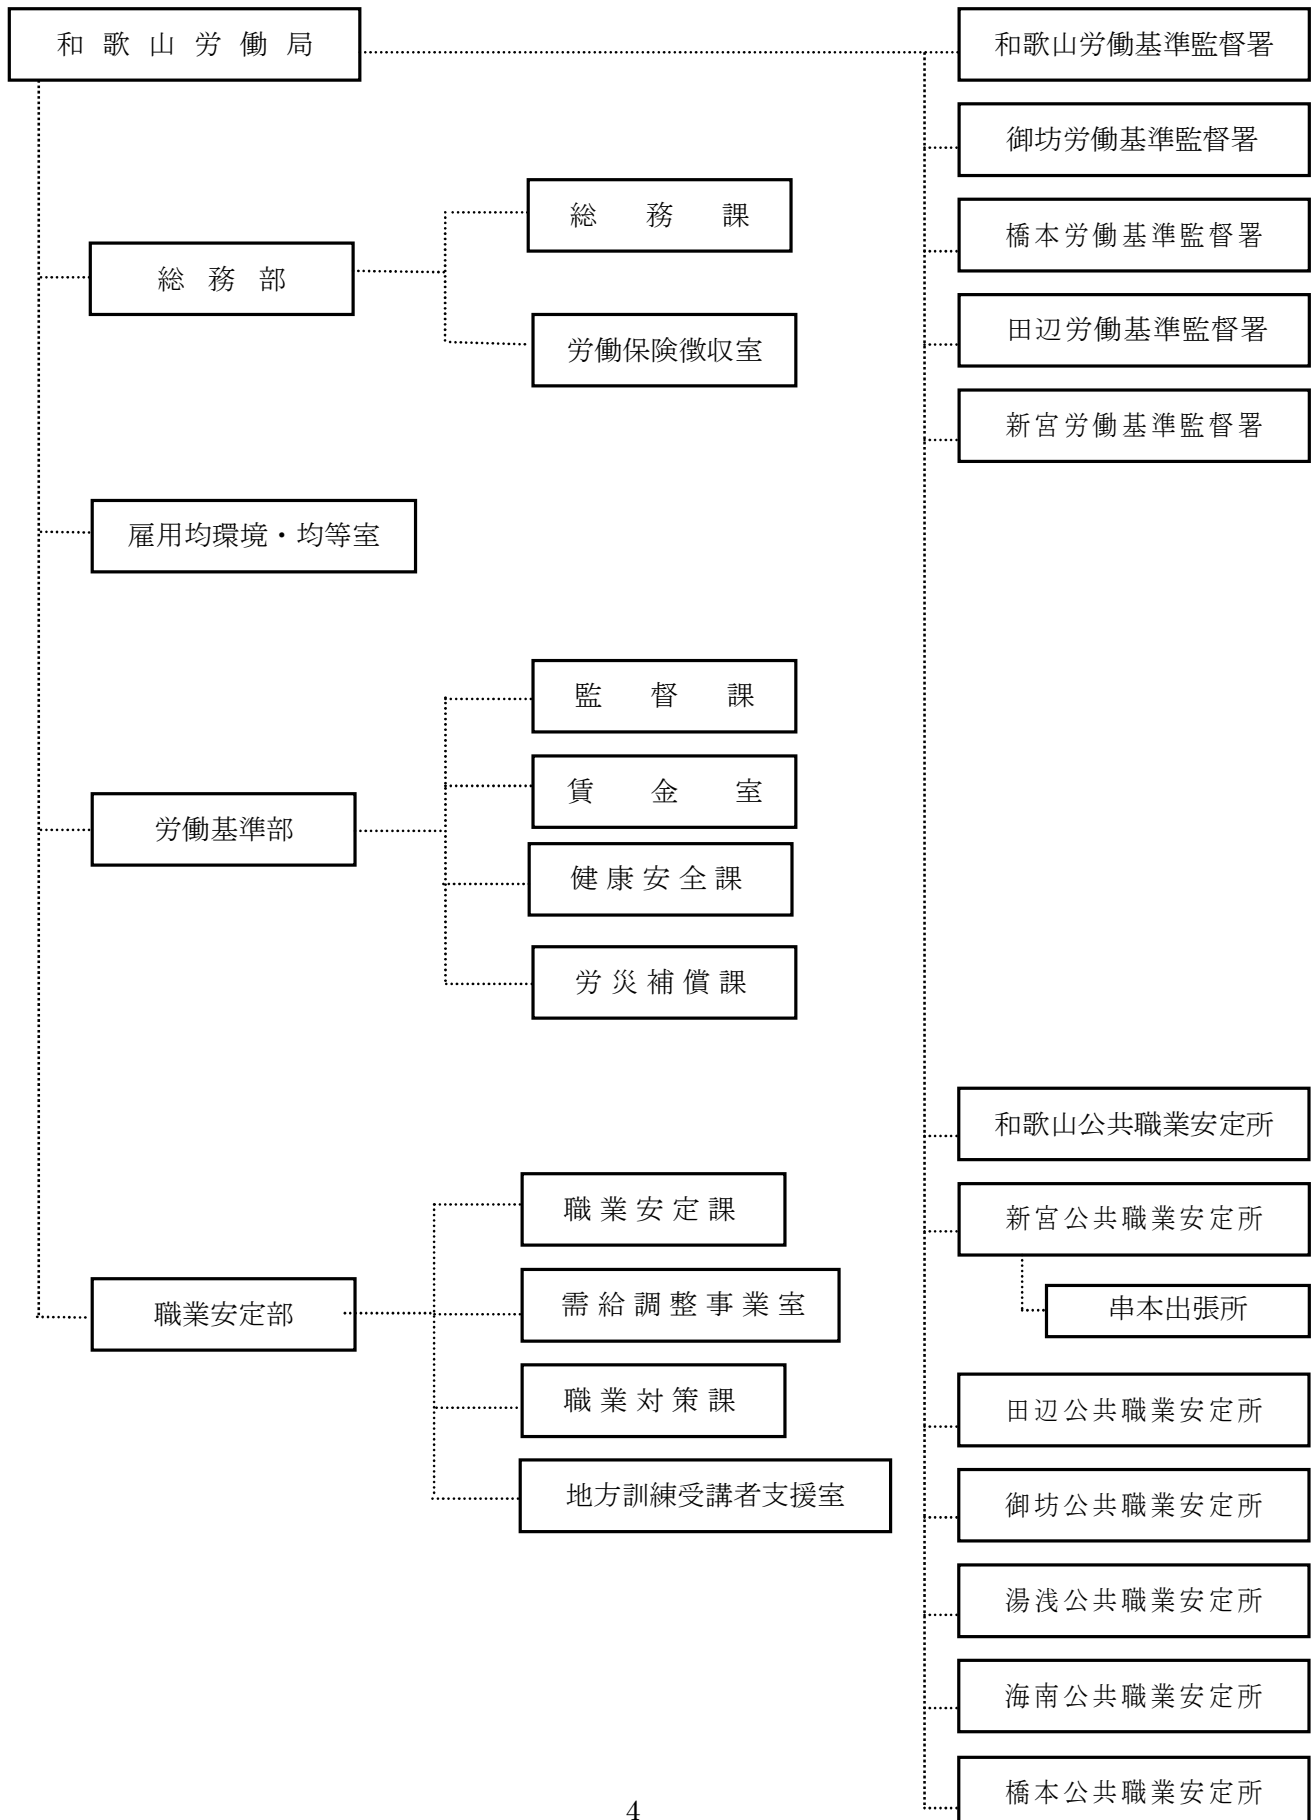 和歌山労働局
総務部
総務課
労働保険徴収室
雇用均環境・均等室
労働基準部
監督課
賃金室
健康安全課
労災補償課
職業安定部
職業安定課
需給調整事業室
職業対策課
地方訓練受講者支援室
和歌山労働基準監督署
御坊労働基準監督署
橋本労働基準監督署
田辺労働基準監督署
新宮労働基準監督署
和歌山公共職業安定所
新宮公共職業安定所
串本出張所
田辺公共職業安定所
御坊公共職業安定所
湯浅公共職業安定所
海南公共職業安定所
橋本公共職業安定所
4